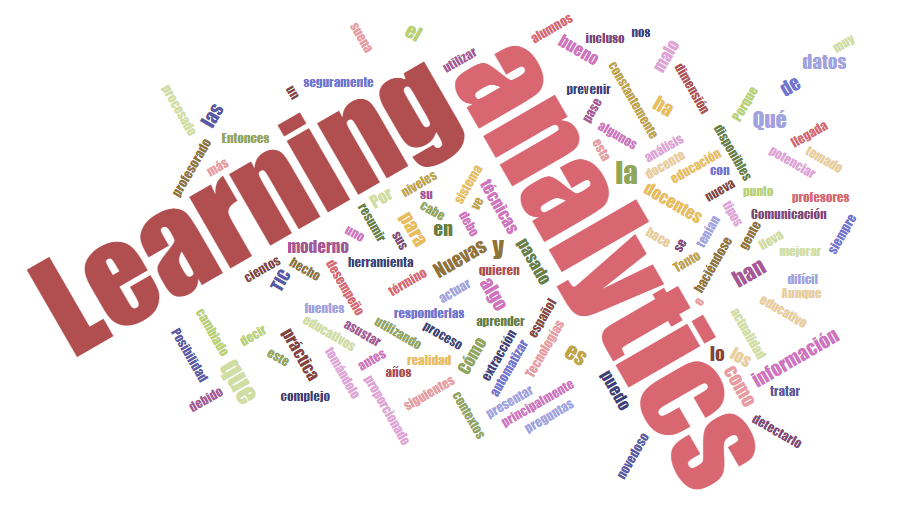 Learning
analytics
suena
el
un
seguramente
utilizar
alumnos
bueno
incluso
nos
malo
muy
datos
de
dimensión
constantemente
prevenir
ha
Porque
Qué
procesado
las
Entonces
más
profesorado
pase
algunos
esta
análisis
docente
educación
con
disponibles
llegada
tomado
potenciar
la
docentes
nueva
punto
profesores
Comunicación
siempre
Por
niveles
su
cabe
sistema
ve
técnicas
debo
resumir
uno
sus
para
en
moderno
cientos
TIC
hecho
desempeño
herramienta
término
Nuevas
y
pasado
quieren
algo
actuar
hace
se
tenían
tipos
gente
haciéndose
Tanto
han
lleva
mejorar
difícil
Aunque
educativo
e
fuentes
educativos
asustar
utilizando
responderlas
proceso
aprender
español
Tecnologías
extracción
automatizar
Cómo
realidad
cambiado
decir
este
Posibilidad
que
práctica
antes
años
debido
complejo
proporcionado
siguientes
contextos
presentar
principalmente
preguntas
es
puedo
lo
los
como
actualidad
información
tratar
detectarlo
novedoso